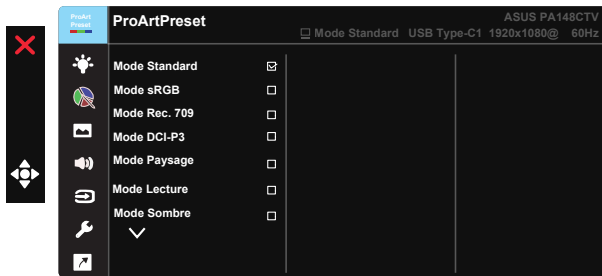 ProArt
Preset
ProArtPreset
ASUS PA148CTV
Mode Standard USB Type-C1 1920x1080@ 60Hz
Mode Standard
Mode sRGB
Mode Rec. 709
Mode DCI-P3
Mode Paysage
Mode Lecture
Mode Sombre